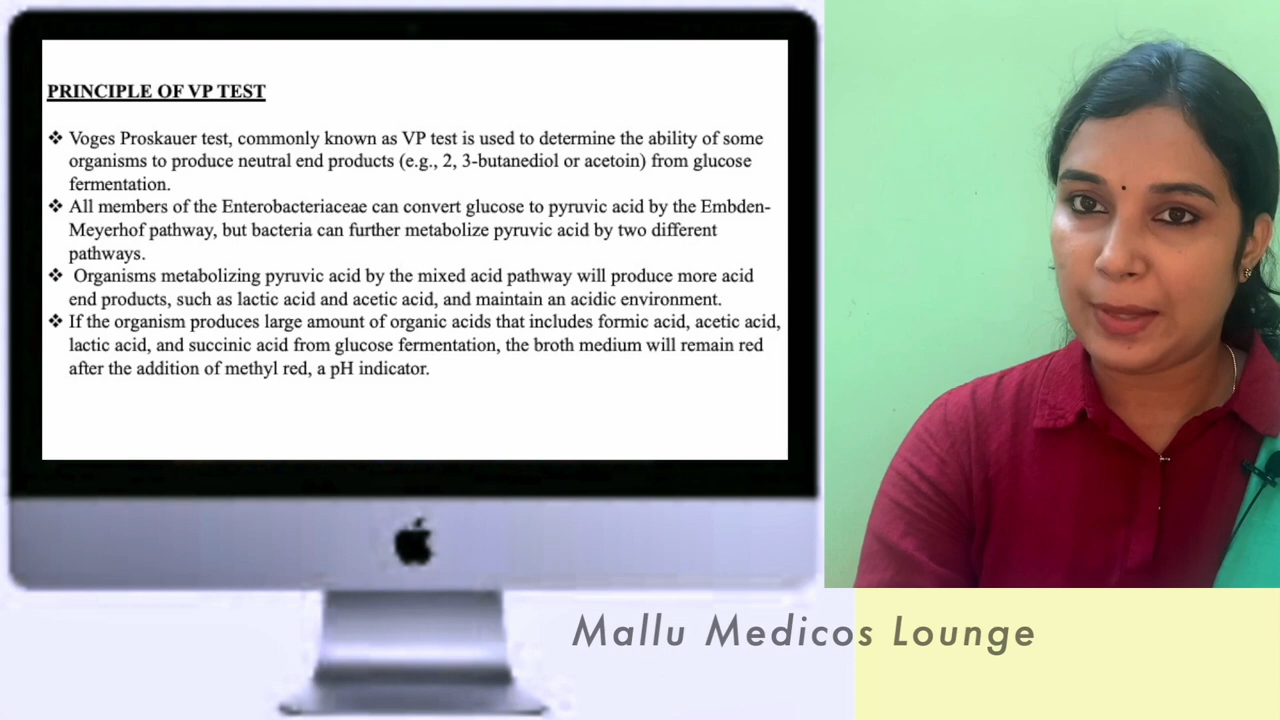 PRINCIPLE OF VP TEST
❖ Voges Proskauer test, commonly known as VP test is used to determine the ability of some
organisms to produce neutral end products (e.g., 2, 3-butanediol or acetoin) from glucose
fermentation.
❖ All members of the Enterobacteriaceae can convert glucose to pyruvic acid by the Embden-
Meyerhof pathway, but bacteria can further metabolize pyruvic acid by two different
pathways.
❖ Organisms metabolizing pyruvic acid by the mixed acid pathway will produce more acid
end products, such as lactic acid and acetic acid, and maintain an acidic environment.
❖ If the organism produces large amount of organic acids that includes formic acid, acetic acid,
lactic acid, and succinic acid from glucose fermentation, the broth medium will remain red
after the addition of methyl red, a pH indicator.
Mallu Medicos Lounge